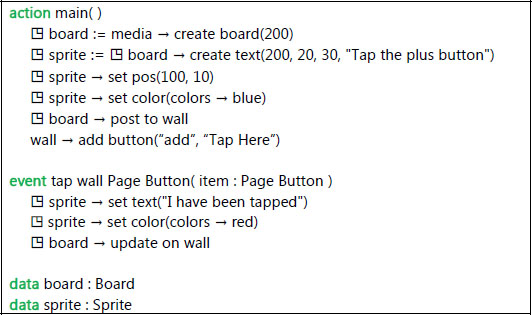 action main( )
◳ board := media → create board(200)
◳ sprite := ◳ board → create text(200, 20, 30, "Tap the plus button")
◳ sprite → set pos(100, 10)
◳ sprite → set color(colors → blue)
◳ board → post to wall
wall → add button(“add”, “Tap Here”)
event tap wall Page Button( item : Page Button )
◳ sprite → set text("I have been tapped")
◳ sprite → set color(colors → red)
◳ board → update on wall
data board : Board
data sprite : Sprite